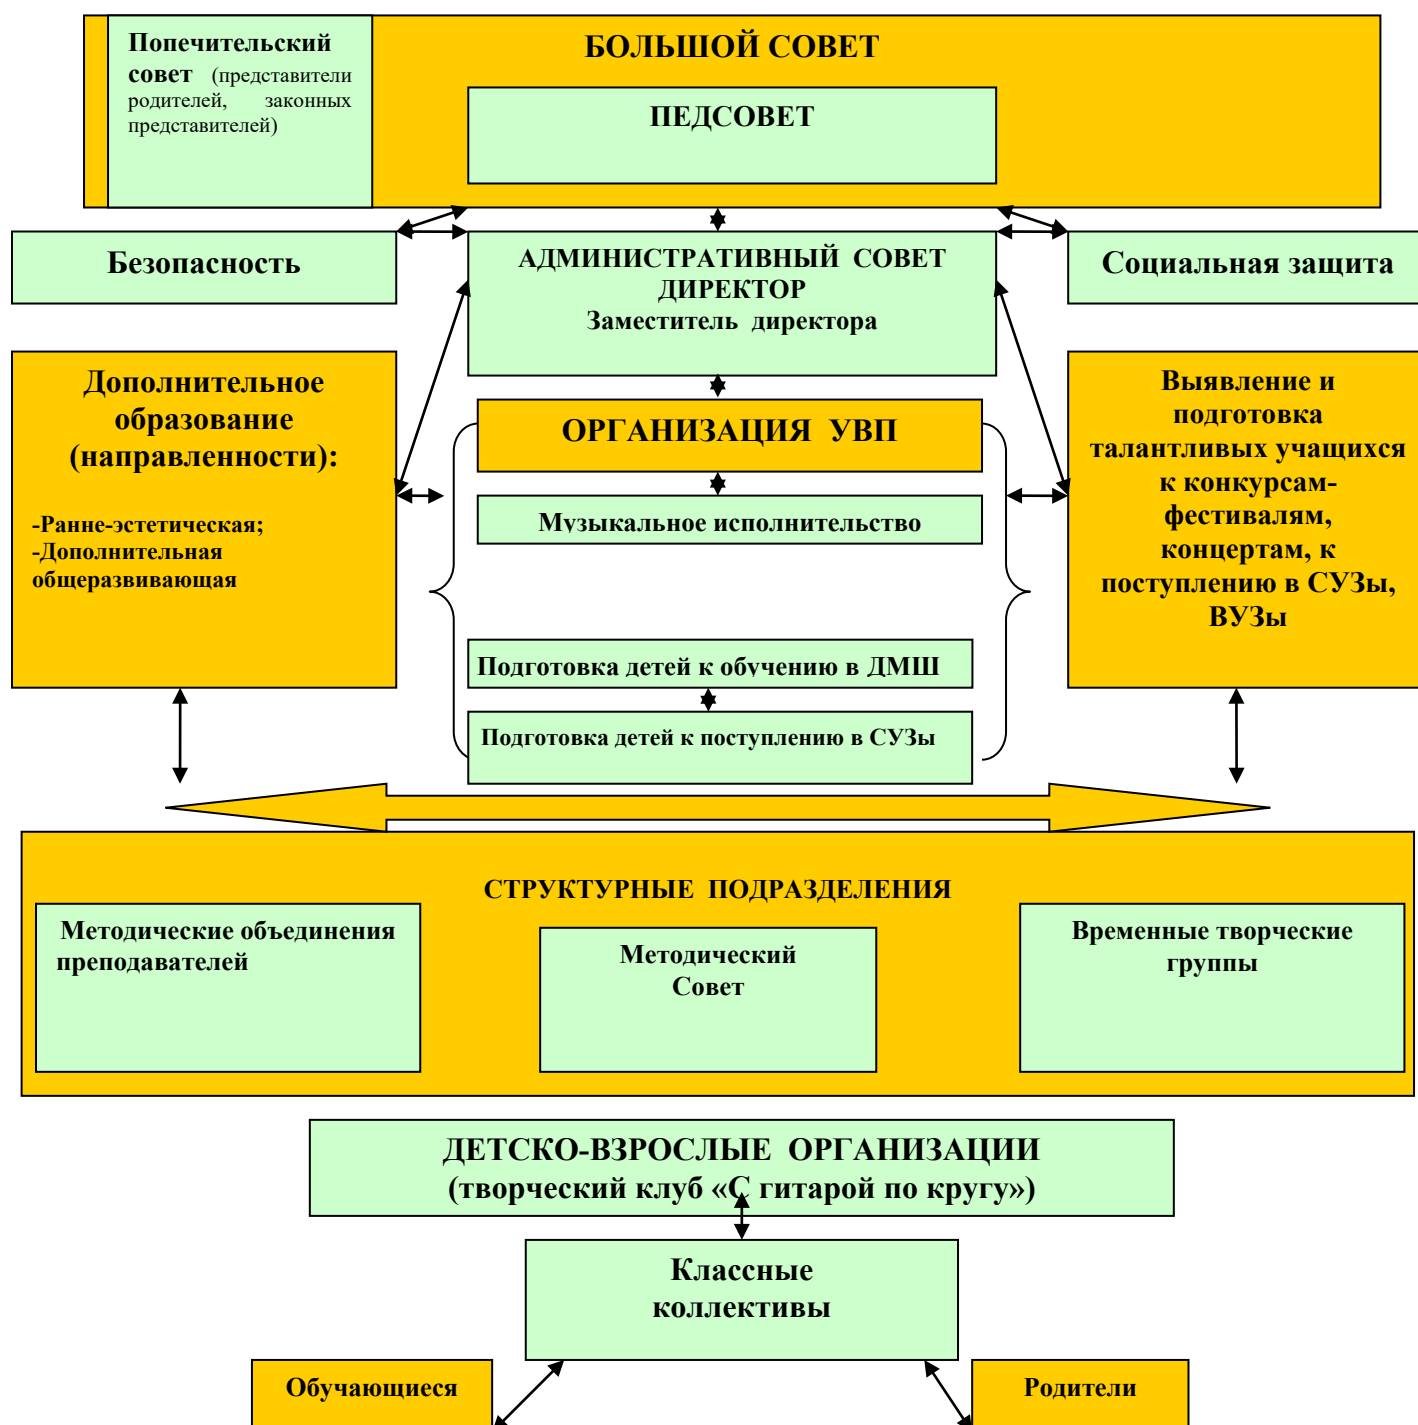 Попечительский
совет (представители
родителей, законных
представителей)
БОЛЬШОЙ СОВЕТ
ПЕДСОВЕТ
Безопасность
АДМИНИСТРАТИВНЫЙ СОВЕТ
ДИРЕКТОР
Заместитель директора
Социальная защита
Дополнительное
образование
(направленности):
-Ранне-эстетическая;
-Дополнительная
общеразвивающая
ОРГАНИЗАЦИЯ УВП
Музыкальное исполнительство
Подготовка детей к обучению в ДМШ
Подготовка детей к поступлению в СУЗы
Выявление и
подготовка
талантливых учащихся
к конкурсам-
фестивалям,
концертам, к
поступлению в СУЗы,
ВУЗы
СТРУКТУРНЫЕ ПОДРАЗДЕЛЕНИЯ
Методические объединения
преподавателей
Методический
Совет
Временные творческие
группы
ДЕТСКО-ВЗРОСЛЫЕ ОРГАНИЗАЦИИ
(творческий клуб «С гитарой по кругу»)
Классные
коллективы
Обучающиеся
Родители